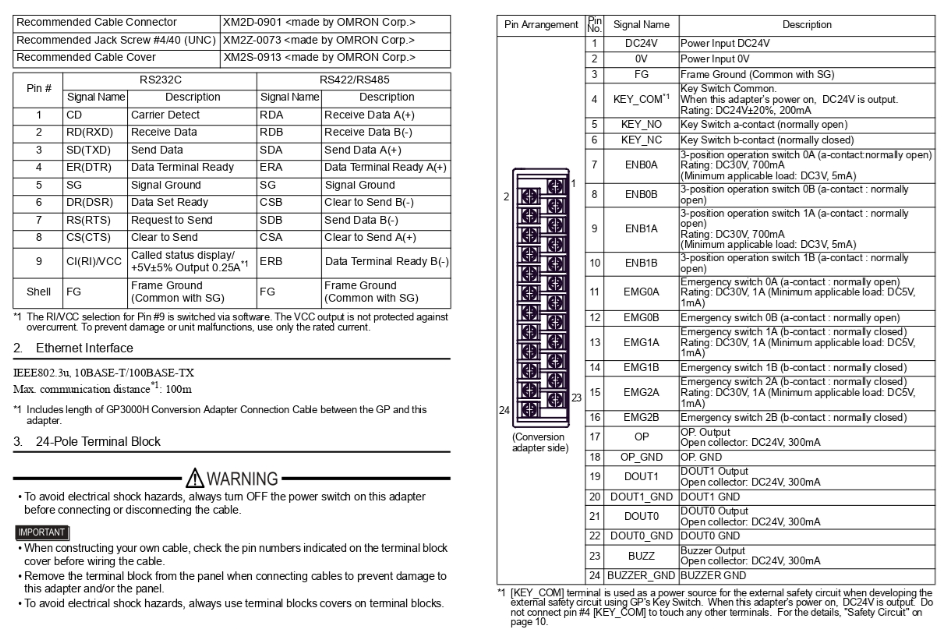 Recommended Cable Connector XM2D-0901 <made by OMRON Corp.>
Recommended Jack Screw #4/40 (UNC) XM2Z-0073 <made by OMRON Corp.>
Recommended Cable Cover XM2S-0913 <made by OMRON Corp.>
Pin # RS232C RS422/RS485
Signal Name Description Signal Name Description
1 CD Carrier Detect RDA Receive Data A(+)
2 RD(RXD) Receive Data RDB Receive Data B(-)
3 SD(TXD) Send Data SDA Send Data A(+)
4 ER(DTR) Data Terminal Ready ERA Data Terminal Ready A(+)
5 SG Signal Ground SG Signal Ground
6 DR(DSR) Data Set Ready CSB Clear to Send B(-)
7 RS(RTS) Request to Send SDB Send Data B(-)
8 CS(CTS) Clear to Send CSA Clear to Send A(+)
9 CI(RI)/VCC Called status display/
+5V±5% Output 0.25A*1 ERB Data Terminal Ready B(-)
Shell FG Frame Ground
(Common with SG) FG Frame Ground
(Common with SG)
*1 The RI/VCC selection for Pin #9 is switched via software. The VCC output is not protected against
overcurrent. To prevent damage or unit malfunctions, use only the rated current.
2. Ethernet Interface
IEEE802.3u, 10BASE-T/100BASE-TX
Max. communication distance*1: 100m
*1 Includes length of GP3000H Conversion Adapter Connection Cable between the GP and this
adapter.
3. 24-Pole Terminal Block
WARNING
• To avoid electrical shock hazards, always turn OFF the power switch on this adapter
before connecting or disconnecting the cable.
IMPORTANT
• When constructing your own cable, check the pin numbers indicated on the terminal block
cover before wiring the cable.
• Remove the terminal block from the panel when connecting cables to prevent damage to
this adapter and/or the panel.
• To avoid electrical shock hazards, always use terminal blocks covers on terminal blocks.
Pin Arrangement Pin No. Signal Name Description
2 1
24 23
(Conversion
adapter side)
1 DC24V Power Input DC24V
2 0V Power Input 0V
3 FG Frame Ground (Common with SG)
4 KEY_COM*1 Key Switch Common.
When this adapter's power on, DC24V is output.
Rating: DC24V±20%, 200mA
5 KEY_NO Key Switch a-contact (normally open)
6 KEY_NC Key Switch b-contact (normally closed)
7 ENB0A 3-position operation switch 0A (a-contact:normally open)
Rating: DC30V, 700mA
(Minimum applicable load: DC3V, 5mA)
8 ENB0B 3-position operation switch 0B (a-contact : normally
open)
9 ENB1A 3-position operation switch 1A (a-contact : normally
open)
Rating: DC30V, 700mA
(Minimum applicable load: DC3V, 5mA)
10 ENB1B 3-position operation switch 1B (a-contact : normally
open)
11 EMG0A Emergency switch 0A (a-contact : normally open)
Rating: DC30V, 1A (Minimum applicable load: DC5V,
1mA)
12 EMG0B Emergency switch 0B (a-contact : normally open)
13 EMG1A Emergency switch 1A (b-contact : normally closed)
Rating: DC30V, 1A (Minimum applicable load: DC5V,
1mA)
14 EMG1B Emergency switch 1B (b-contact : normally closed)
15 EMG2A Emergency switch 2A (b-contact : normally closed)
Rating: DC30V, 1A (Minimum applicable load: DC5V,
1mA)
16 EMG2B Emergency switch 2B (b-contact : normally closed)
17 OP OP. Output
Open collector: DC24V, 300mA
18 OP_GND OP. GND
19 DOUT1 DOUT1 Output
Open collector: DC24V, 300mA
20 DOUT1_GND DOUT1 GND
21 DOUT0 DOUT0 Output
Open collector: DC24V, 300mA
22 DOUT0_GND DOUT0 GND
23 BUZZ Buzzer Output
Open collector: DC24V, 300mA
24 BUZZER_GND BUZZER GND
*1 [KEY_COM] terminal is used as a power source for the external safety circuit when developing the
external safety circuit using GP's Key Switch. When this adapter's power on, DC24V is output. Do
not connect pin #4 [KEY_COM] to touch any other terminals. For the details, "Safety Circuit" on
page 10.